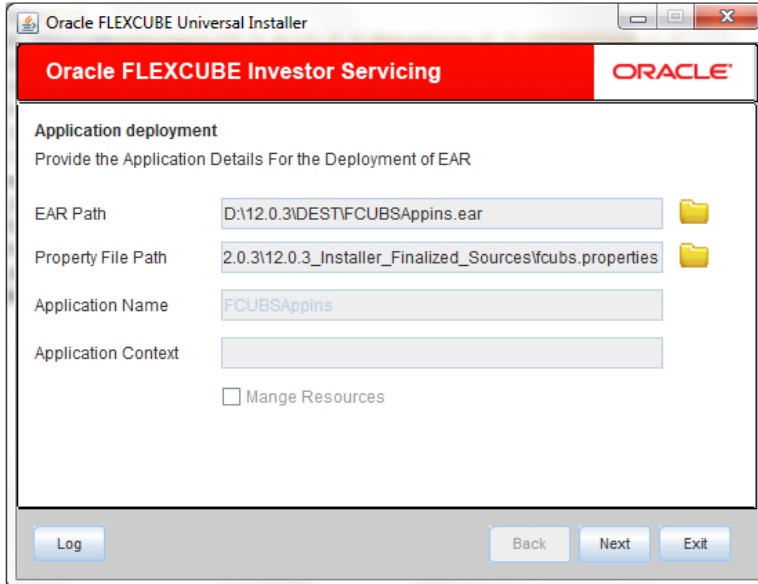 Oracle FLEXCUBE Universal Installer
Oracle FLEXCUBE Investor Servicing
ORACLE
Application deployment
Provide the Application Details For the Deployment of EAR
EAR Path D:\12.0.3\DEST\FCUBSAppins.ear
Property File Path 2.0.3\12.0.3_Installer_Finalized_Sources\fcubs.properties
Application Name FCUBSAppins
Application Context
Mange Resources
Log Back Next Exit